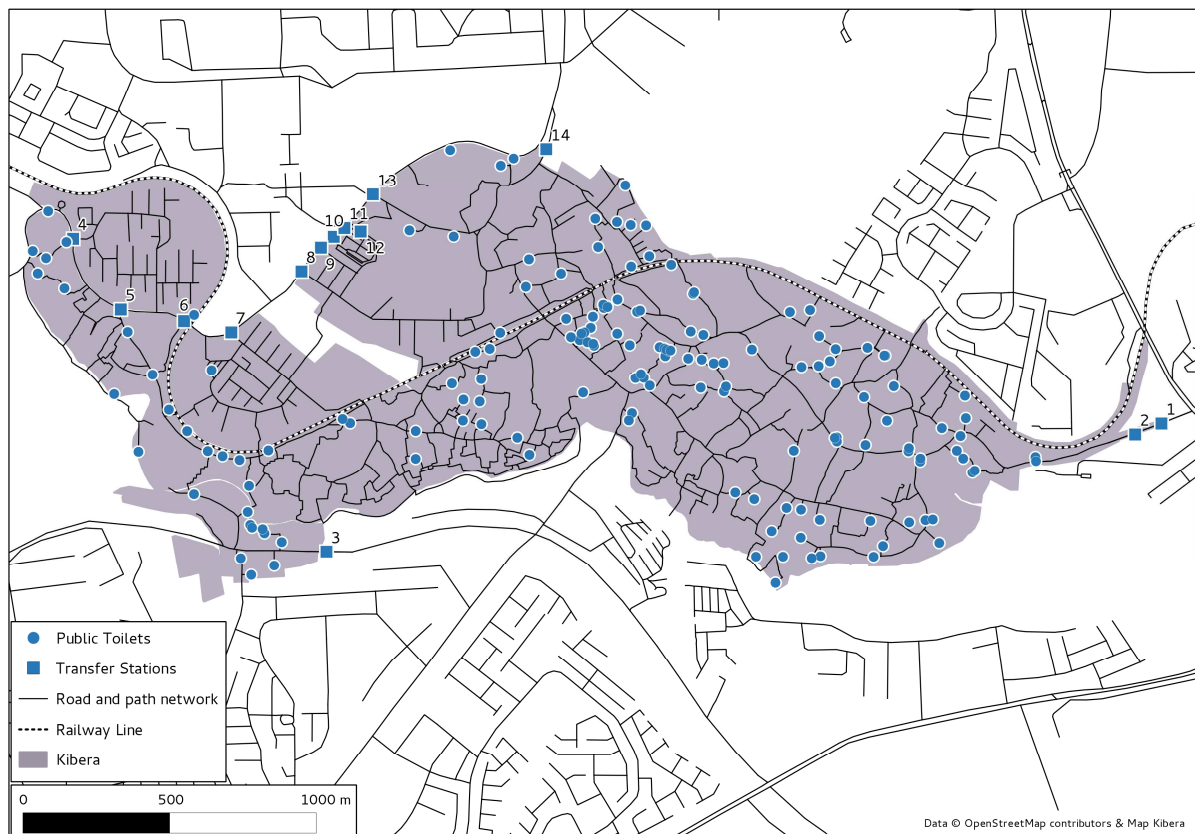 14
13
11
10
4
12
9
8
5
6
7
1
2
3
Public Toilets
Transfer Stations
Road and path network
Railway Line
Kibera
0 500 1000 m
Data © OpenStreetMap contributors & Map Kibera